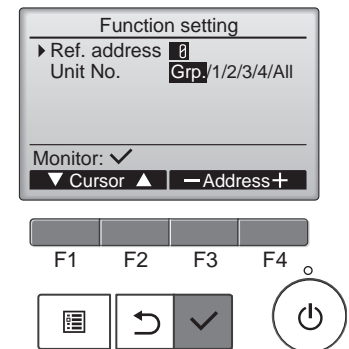 Function setting
Ref. address 0
Unit No. Grp./1/2/3/4/All
Monitor: ✓
▼ Cursor ▲ −Address+
F1 F2 F3 F4